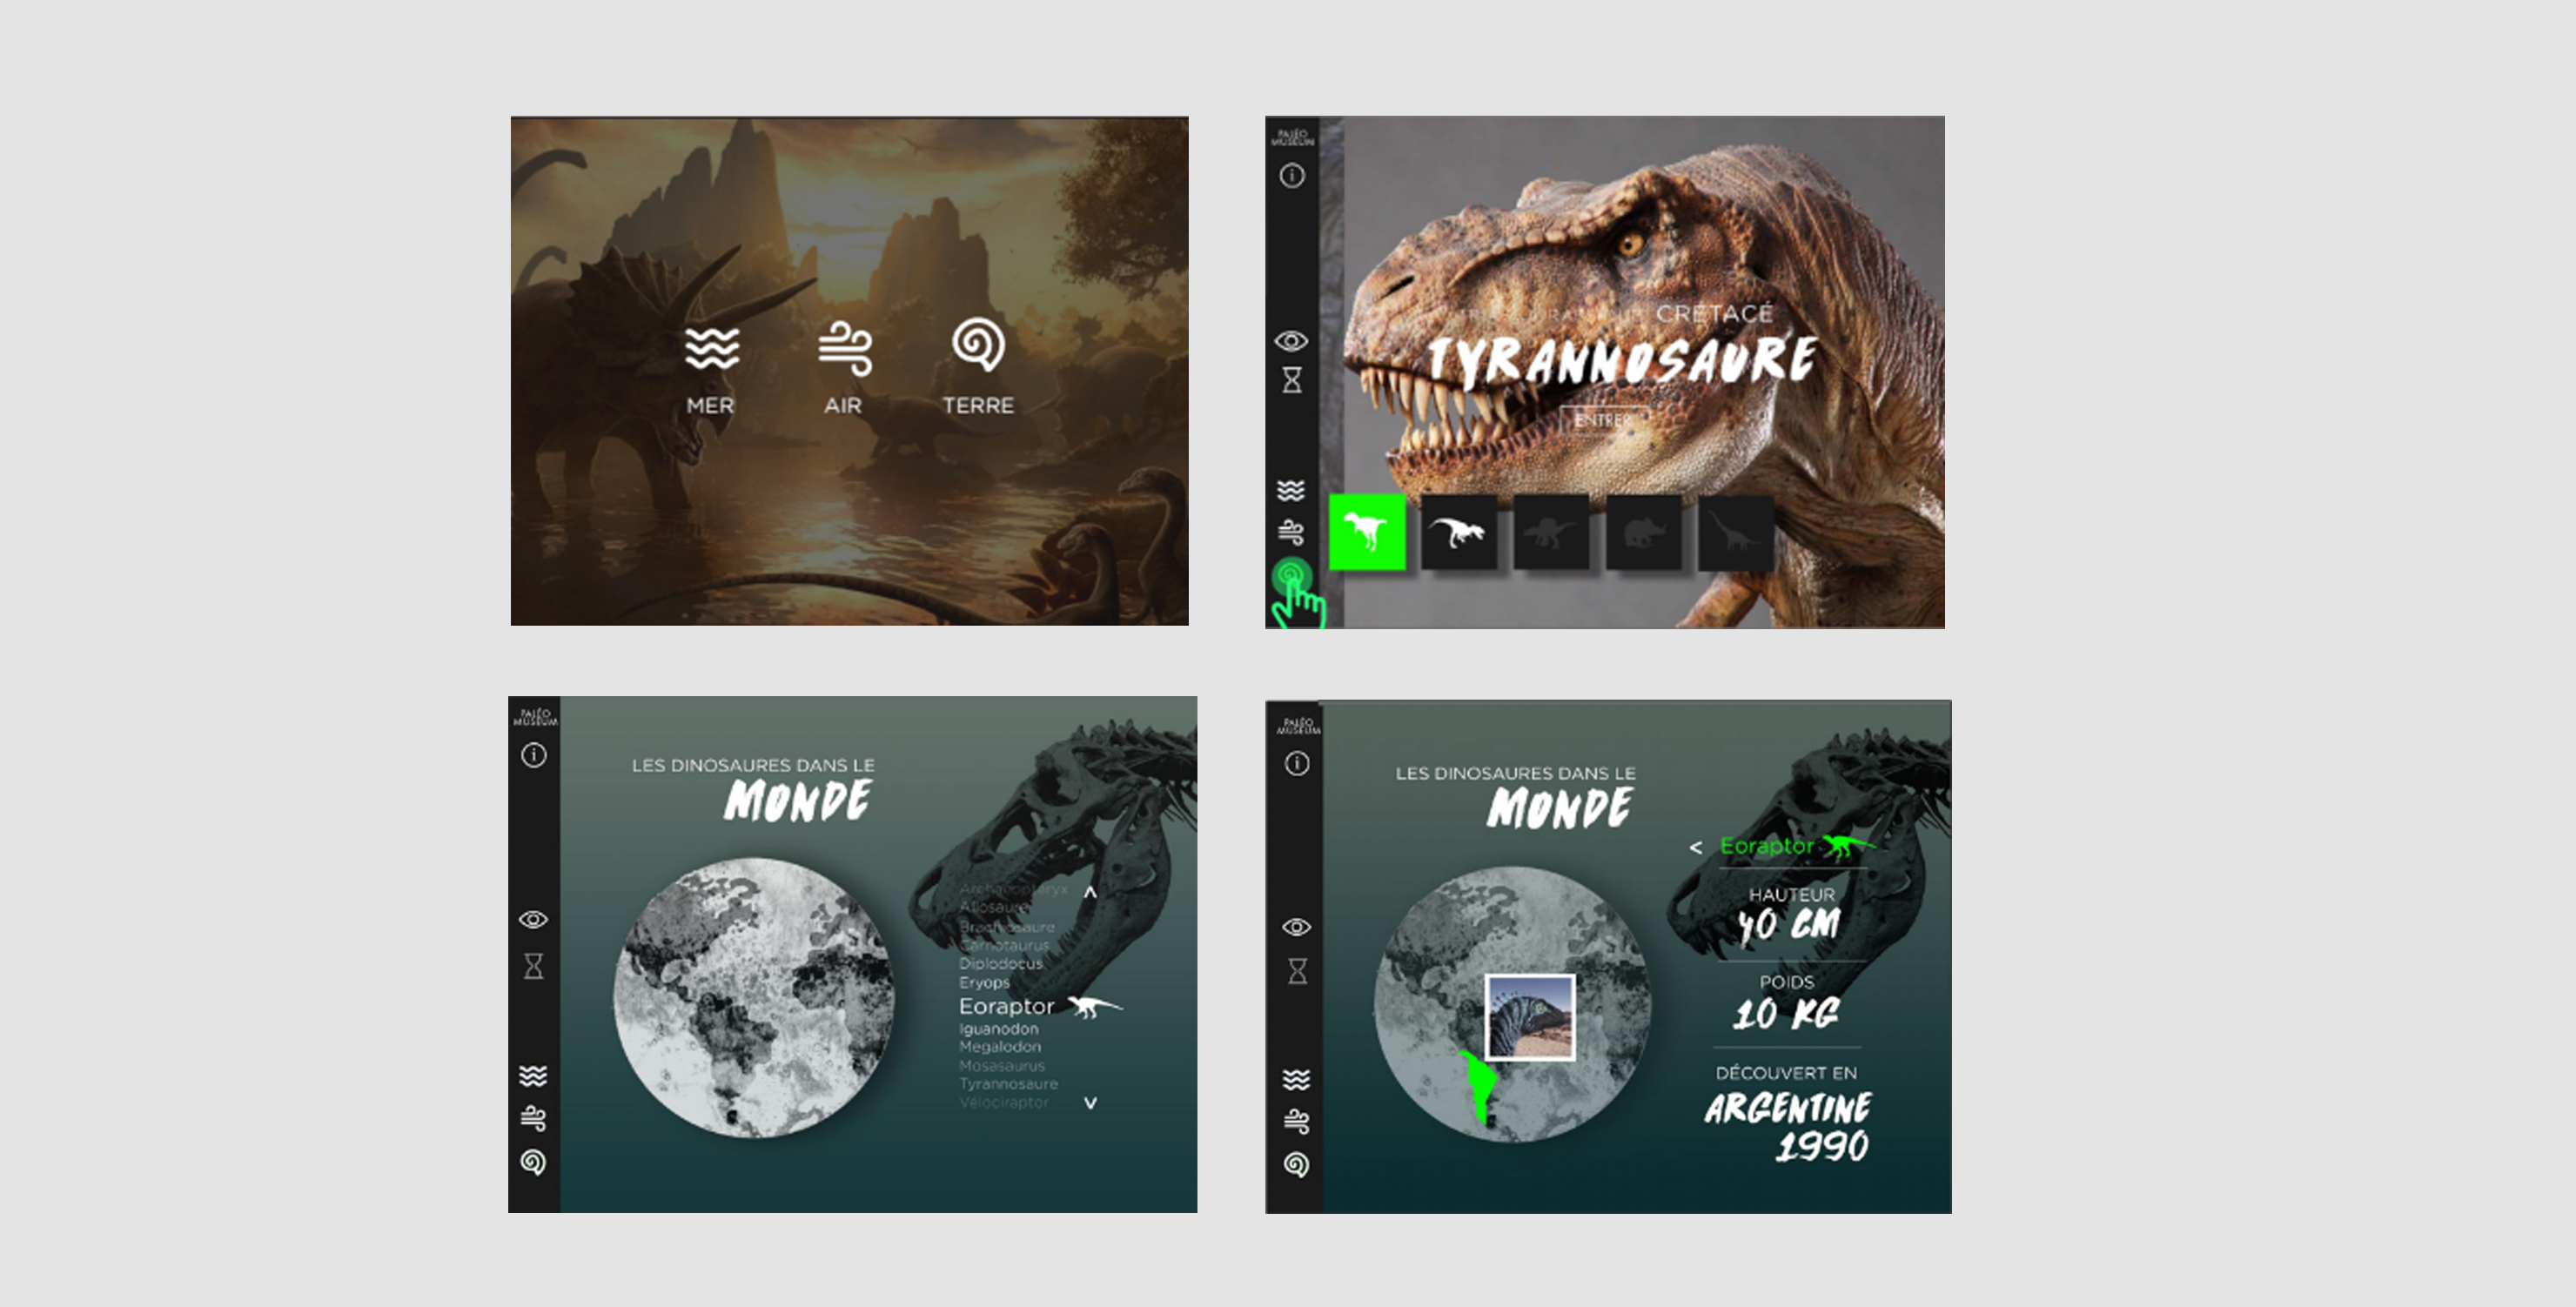 MER
AIR
TERRE
PALÉO
MUSEUM
CRÉTACÉ
TYRANNOSAURE
ENTRER
PALÉO
MUSEUM
LES DINOSAURES DANS LE
MONDE
Archaeopteryx
Allosaure
Brachiosaure
Carnotaurus
Diplodocus
Eryops
Eoraptor
Iguanodon
Megalodon
Mosasaurus
Tyrannosaure
Vélociraptor
PALÉO
MUSEUM
LES DINOSAURES DANS LE
MONDE
< Eoraptor
HAUTEUR
40 CM
POIDS
10 KG
DÉCOUVERT EN
ARGENTINE
1990